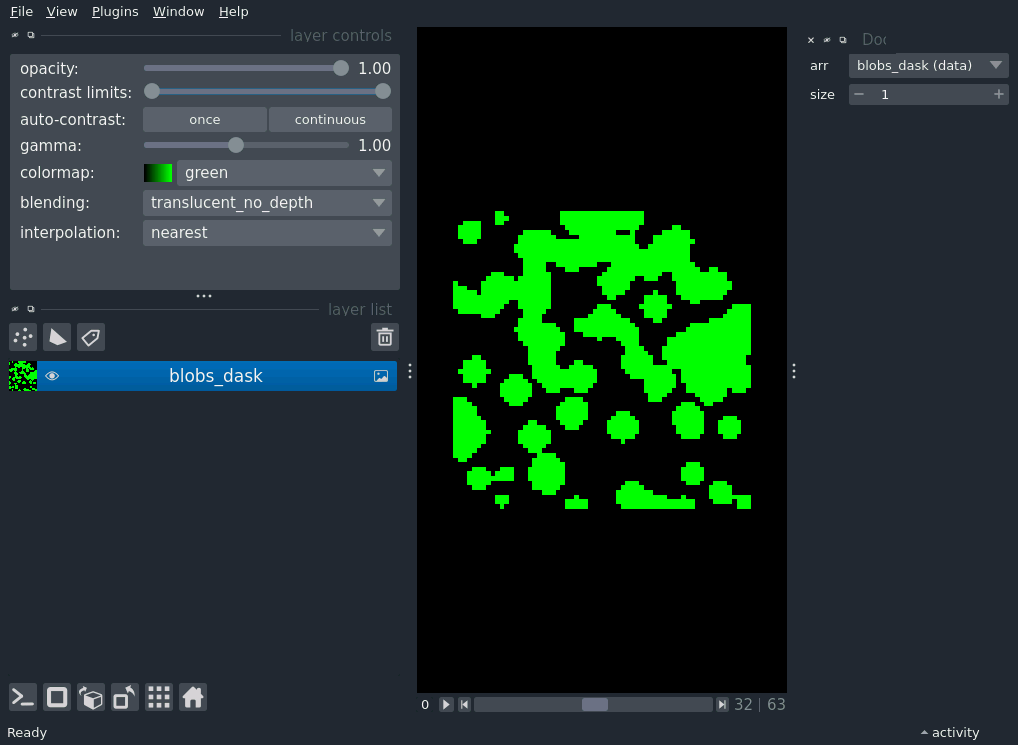 File View Plugins Window Help
layer controls
opacity: 1.00
contrast limits:
auto-contrast: once continuous
gamma: 1.00
colormap: green
blending: translucent_no_depth
interpolation: nearest
layer list
blobs_dask
0 32 | 63
arr blobs_dask (data)
size 1
Ready
activity